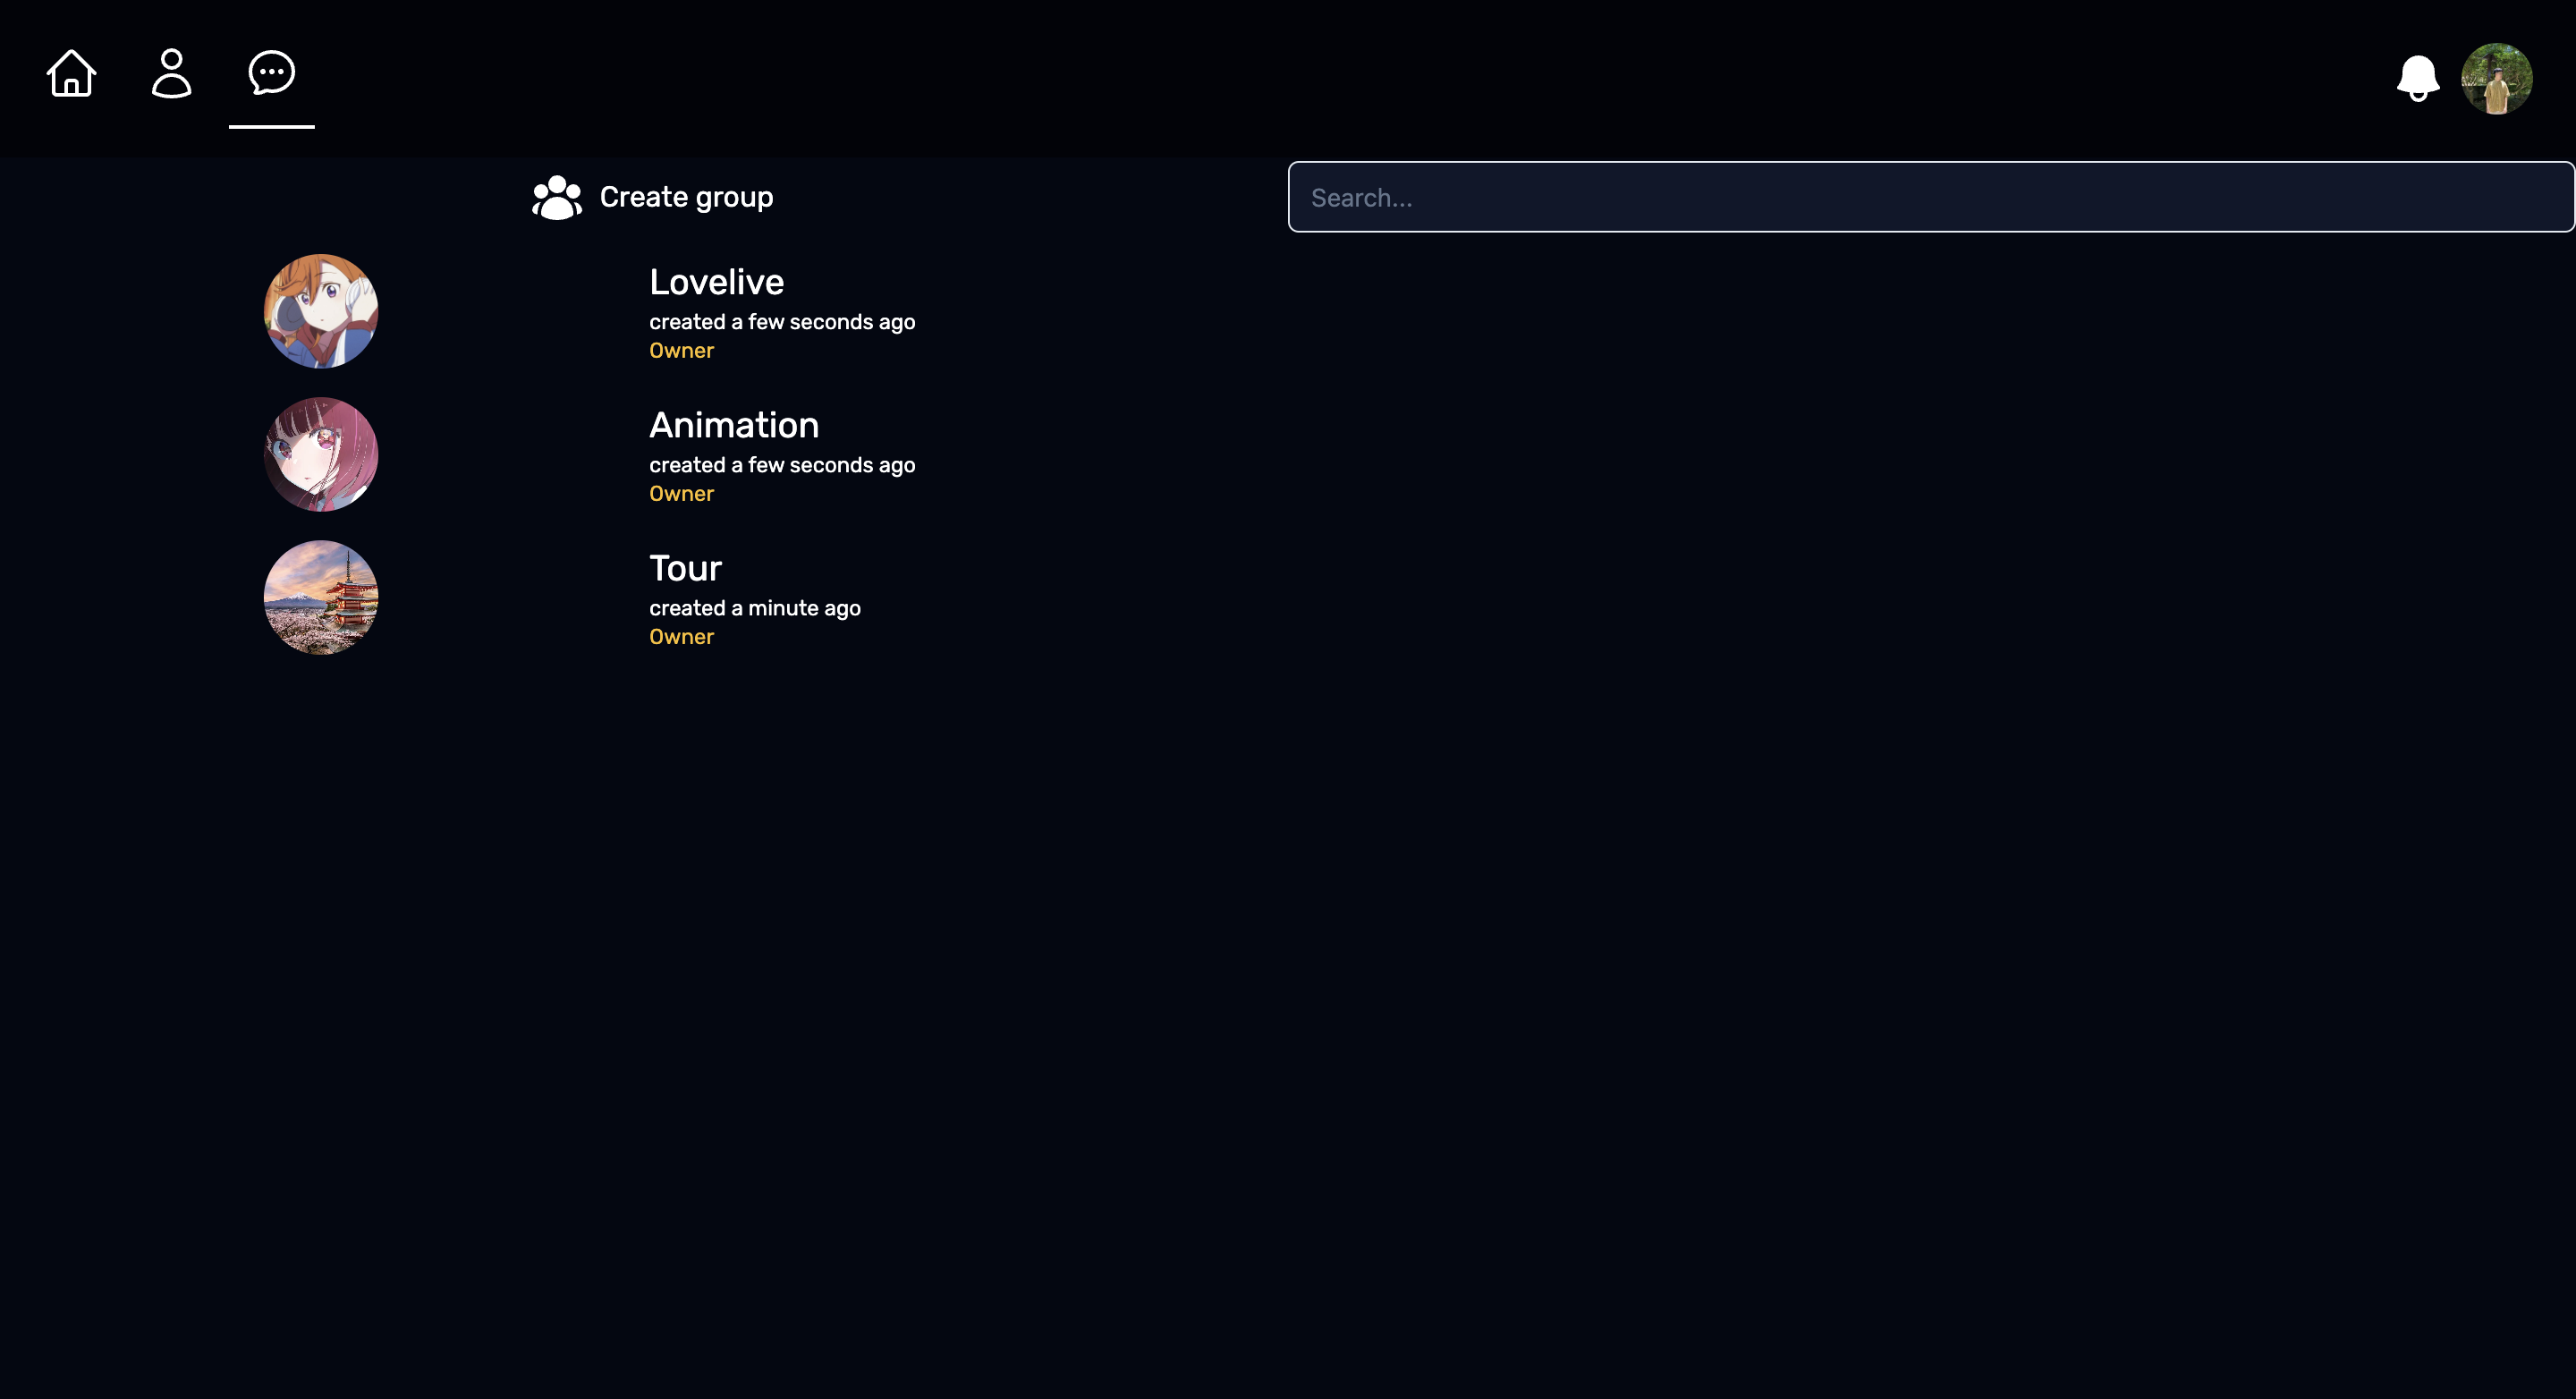 Create group
Search...
Lovelive
created a few seconds ago
Owner
Animation
created a few seconds ago
Owner
Tour
created a minute ago
Owner